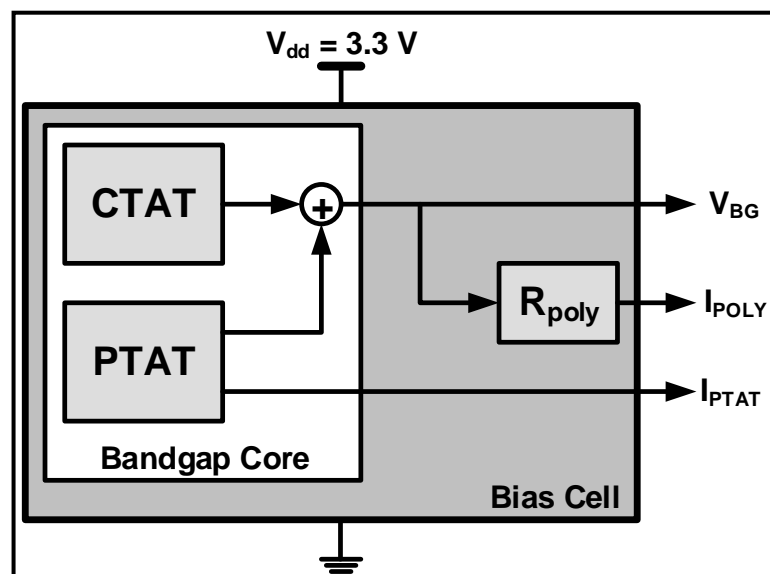 V_dd = 3.3 V
CTAT
+
V_BG
R_poly
I_POLY
PTAT
I_PTAT
Bandgap Core
Bias Cell